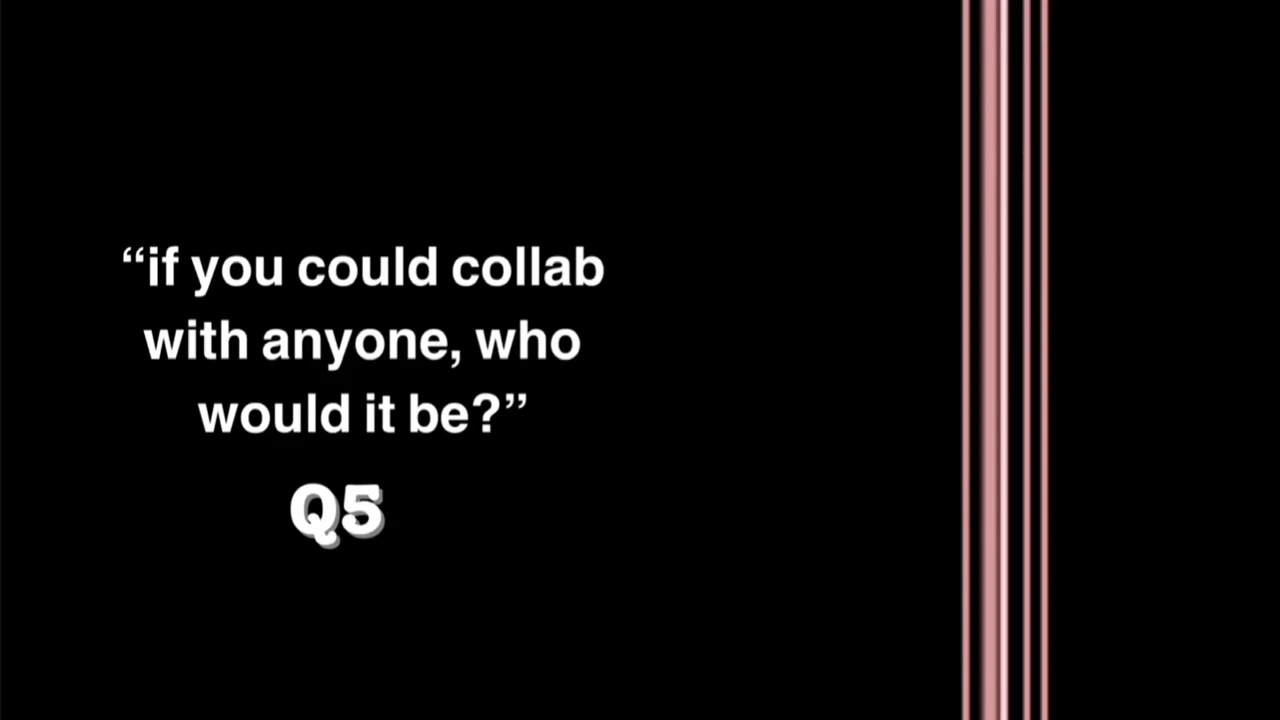 “if you could collab
with anyone, who
would it be?”
Q5